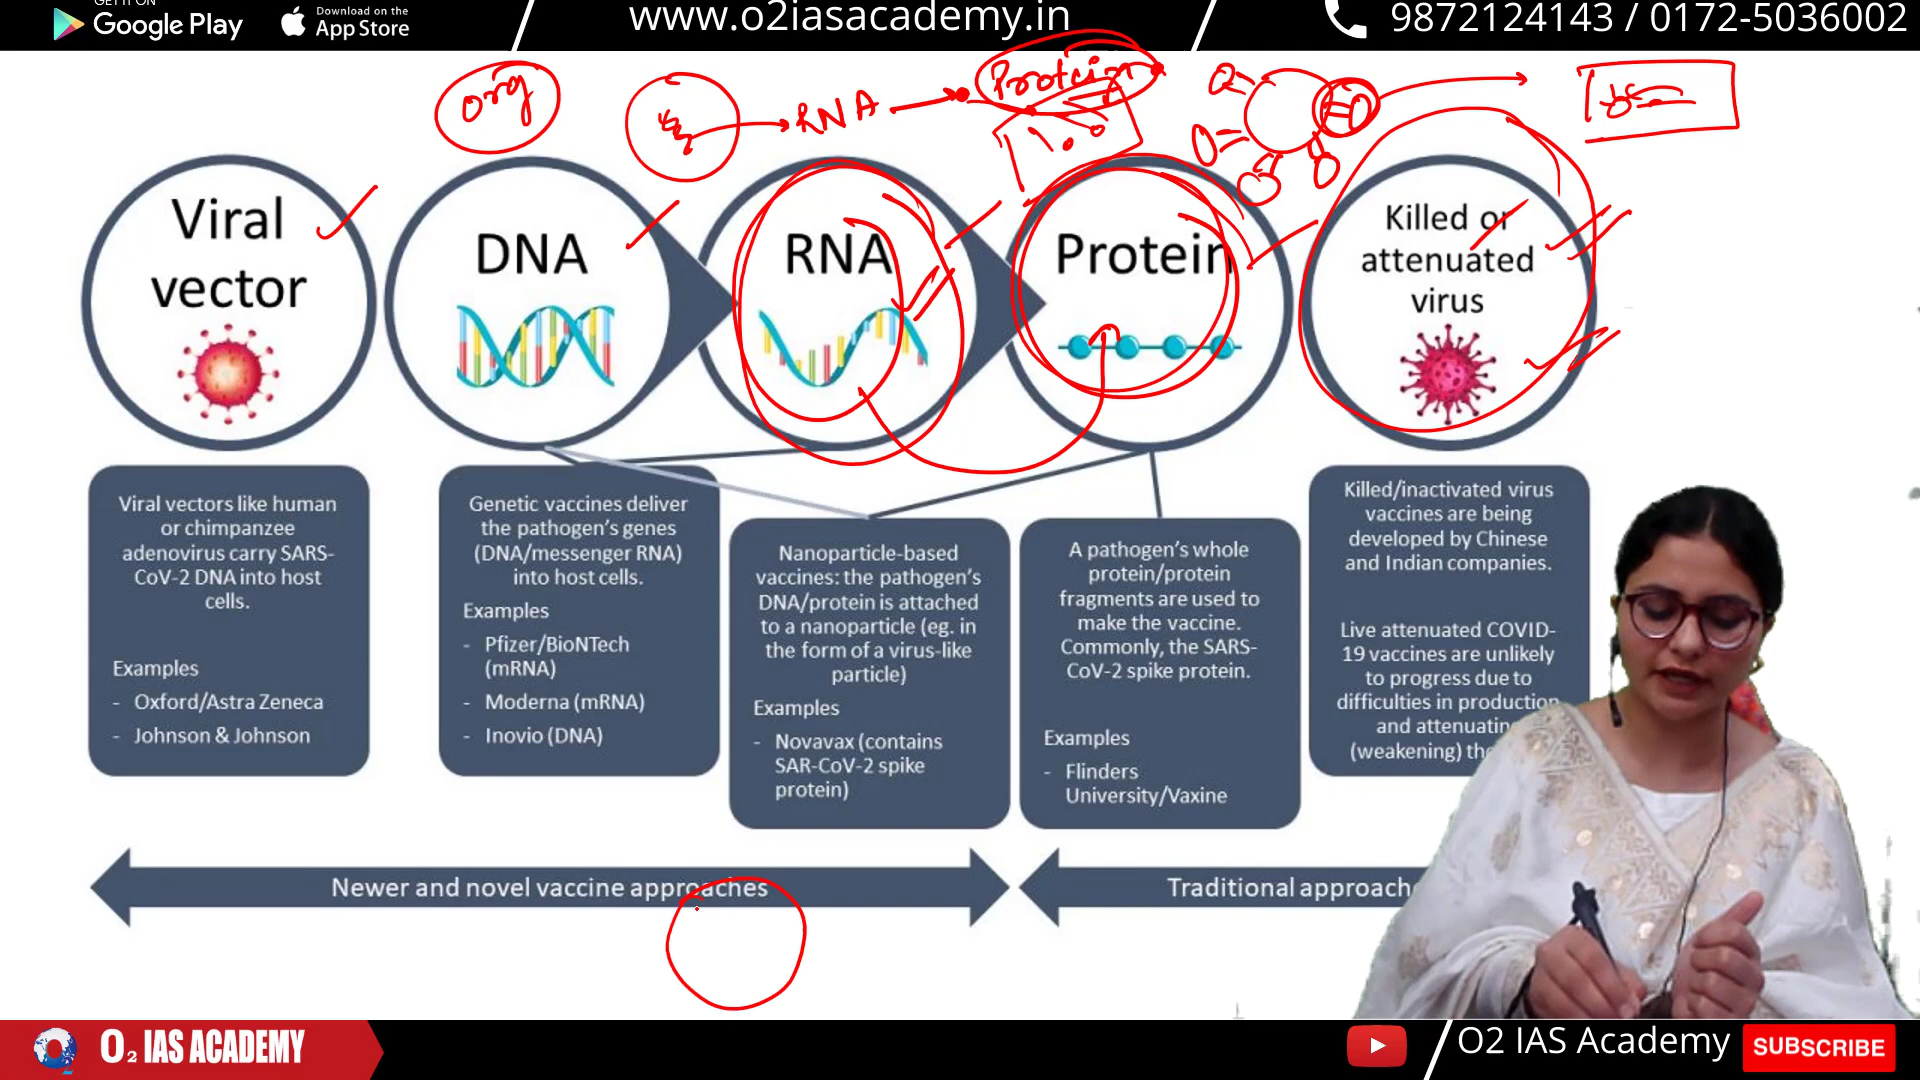 GET IT ON
Google Play
Download on the
App Store
www.o2iasacademy.in
9872124143 / 0172-5036002
org
RNA
Protein
Viral
vector
DNA
RNA
Protein
Killed or
attenuated
virus
Viral vectors like human
or chimpanzee
adenovirus carry SARS-
CoV-2 DNA into host
cells.
Examples
- Oxford/Astra Zeneca
- Johnson & Johnson
Genetic vaccines deliver
the pathogen's genes
(DNA/messenger RNA)
into host cells.
Examples
- Pfizer/BioNTech
(mRNA)
- Moderna (mRNA)
- Inovio (DNA)
Nanoparticle-based
vaccines: the pathogen's
DNA/protein is attached
to a nanoparticle (eg. in
the form of a virus-like
particle)
Examples
- Novavax (contains
SAR-CoV-2 spike
protein)
A pathogen's whole
protein/protein
fragments are used to
make the vaccine.
Commonly, the SARS-
CoV-2 spike protein.
Examples
- Flinders
University/Vaxine
Killed/inactivated virus
vaccines are being
developed by Chinese
and Indian companies.
Live attenuated COVID-
19 vaccines are unlikely
to progress due to
difficulties in production
and attenuating
(weakening) the
Newer and novel vaccine approaches
Traditional approach
O2 IAS ACADEMY
O2 IAS Academy
SUBSCRIBE